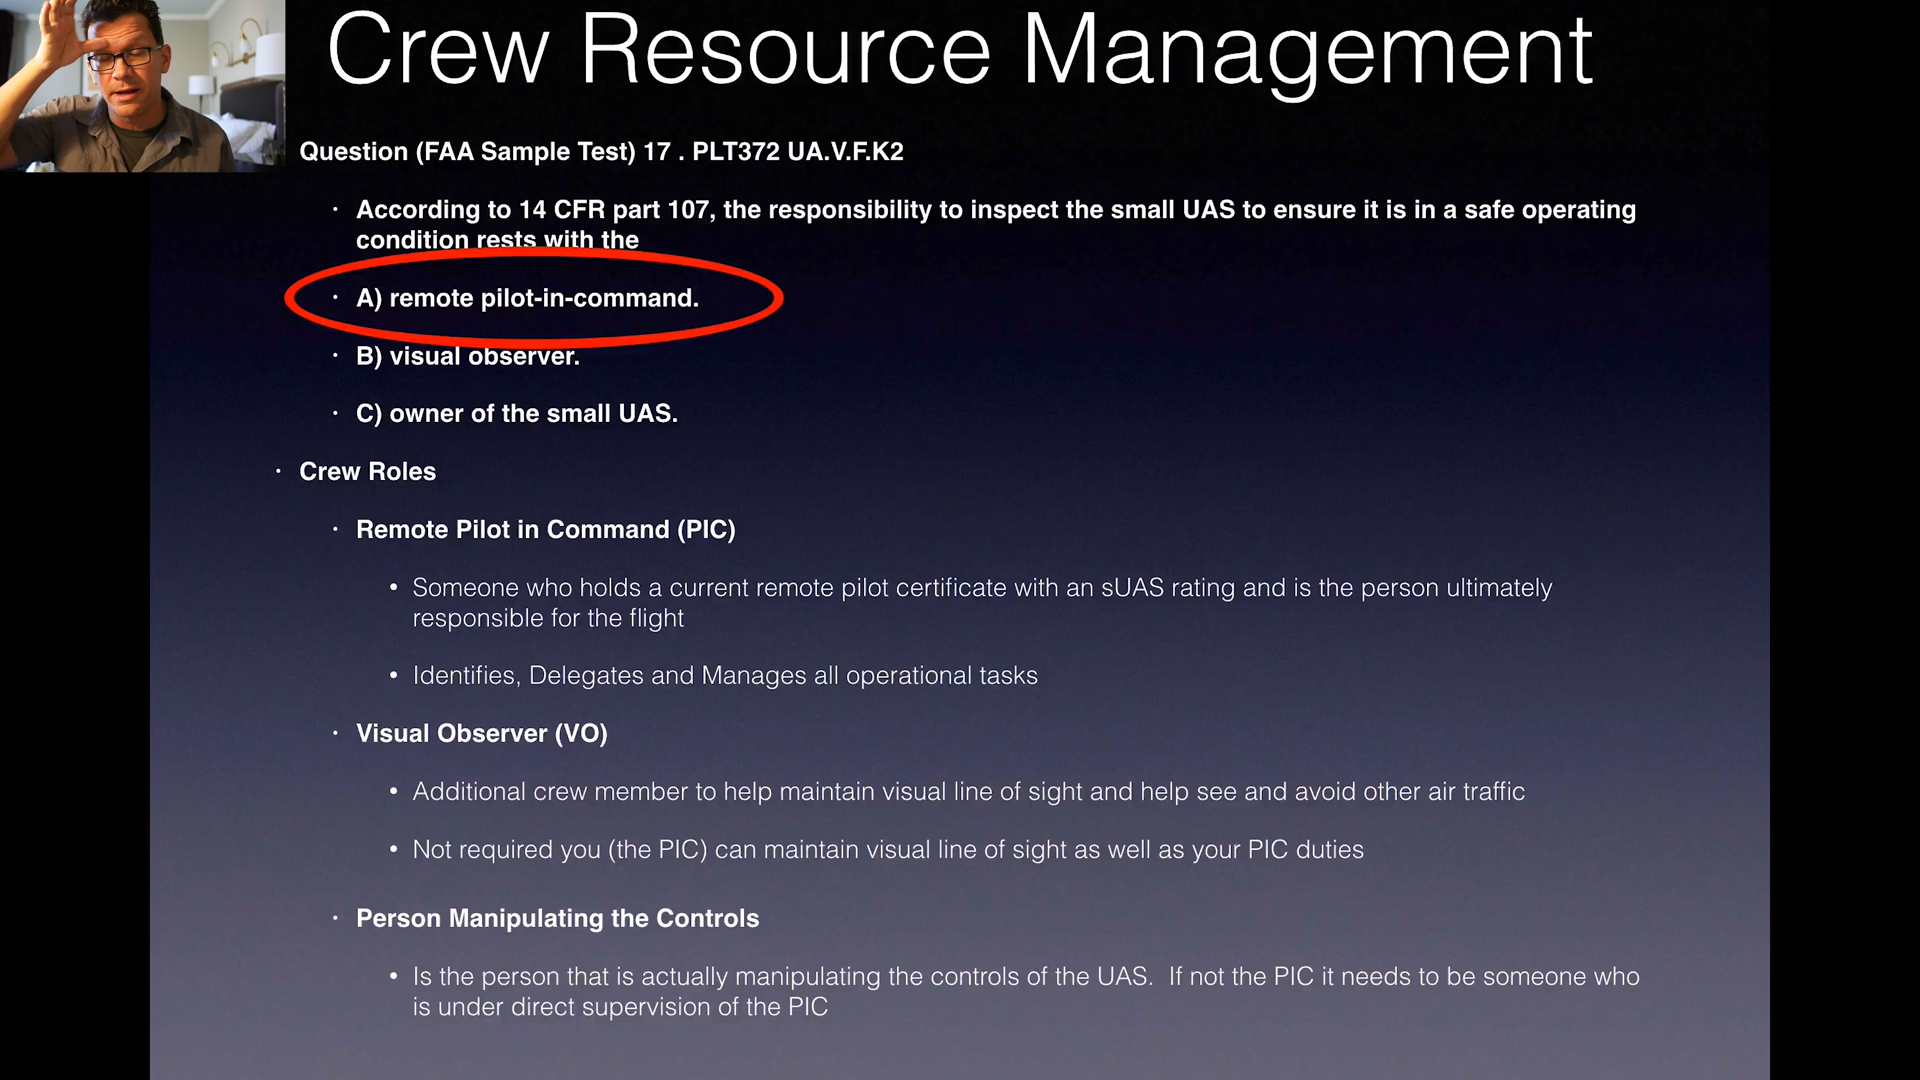 Crew Resource Management
Question (FAA Sample Test) 17 . PLT372 UA.V.F.K2
· According to 14 CFR part 107, the responsibility to inspect the small UAS to ensure it is in a safe operating
condition rests with the
· A) remote pilot-in-command.
· B) visual observer.
· C) owner of the small UAS.
· Crew Roles
· Remote Pilot in Command (PIC)
• Someone who holds a current remote pilot certificate with an sUAS rating and is the person ultimately
responsible for the flight
• Identifies, Delegates and Manages all operational tasks
· Visual Observer (VO)
• Additional crew member to help maintain visual line of sight and help see and avoid other air traffic
• Not required you (the PIC) can maintain visual line of sight as well as your PIC duties
· Person Manipulating the Controls
• Is the person that is actually manipulating the controls of the UAS.  If not the PIC it needs to be someone who
is under direct supervision of the PIC